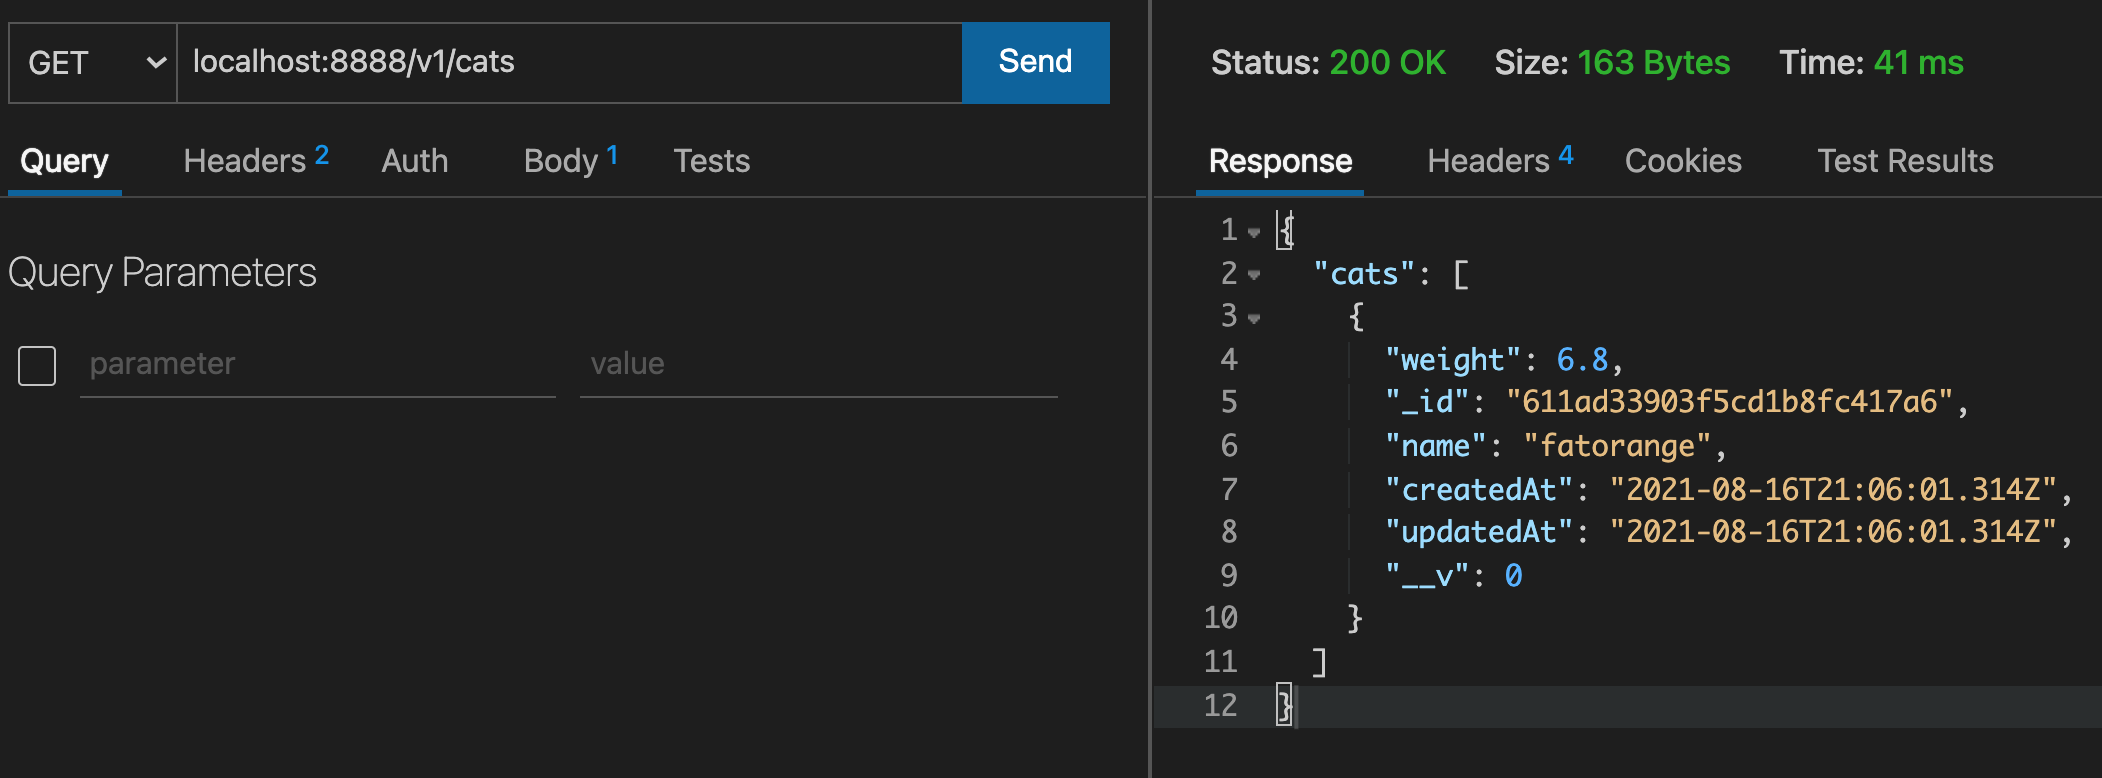 GET localhost:8888/v1/cats Send
Query Headers 2 Auth Body 1 Tests
Query Parameters
parameter value
Status: 200 OK Size: 163 Bytes Time: 41 ms
Response Headers 4 Cookies Test Results
1 {
2 "cats": [
3 {
4 "weight": 6.8,
5 "_id": "611ad33903f5cd1b8fc417a6",
6 "name": "fatorange",
7 "createdAt": "2021-08-16T21:06:01.314Z",
8 "updatedAt": "2021-08-16T21:06:01.314Z",
9 "__v": 0
10 }
11 ]
12 }